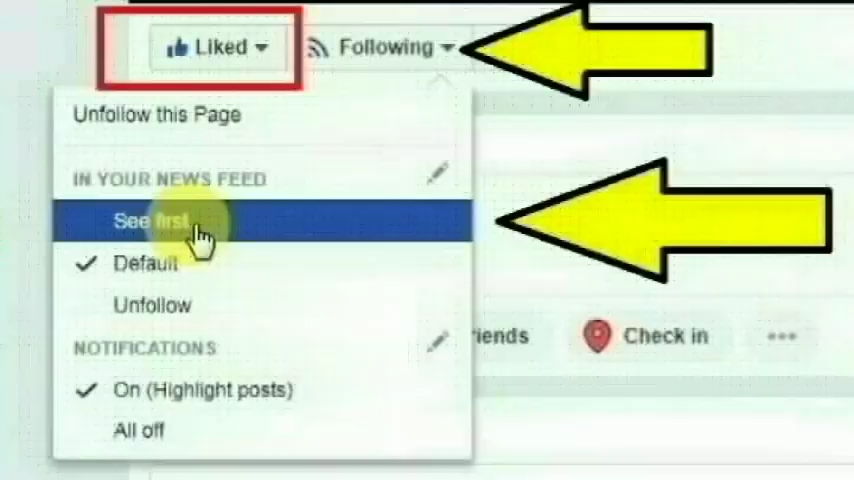 Liked Following
Unfollow this Page
IN YOUR NEWS FEED
See first
Default
Unfollow
riends Check in
NOTIFICATIONS
On (Highlight posts)
All off